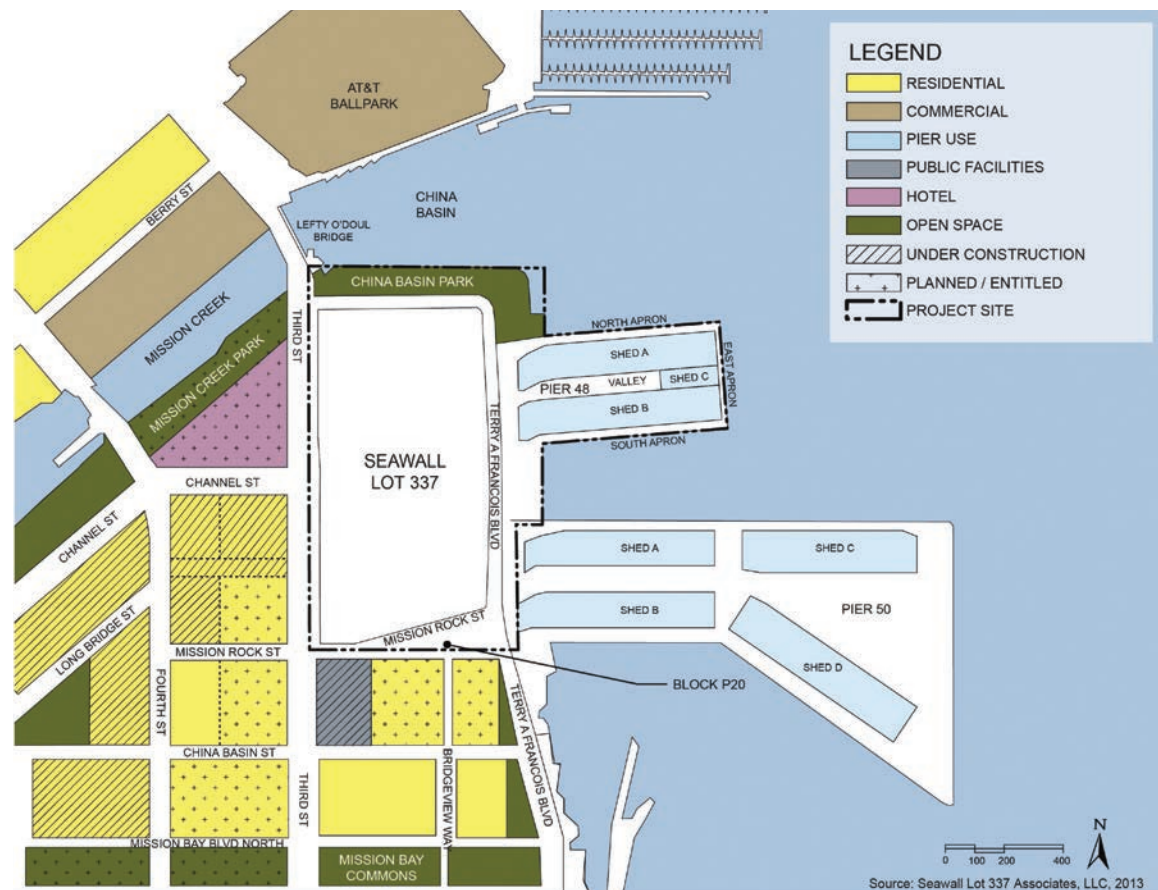 AT&T
BALLPARK
LEGEND
RESIDENTIAL
COMMERCIAL
PIER USE
PUBLIC FACILITIES
HOTEL
OPEN SPACE
UNDER CONSTRUCTION
PLANNED / ENTITLED
PROJECT SITE
BERRY ST
CHINA
BASIN
LEFTY O'DOUL
BRIDGE
CHINA BASIN PARK
MISSION CREEK
MISSION CREEK PARK
THIRD ST
NORTH APRON
SHED A
PIER 48
VALLEY
SHED C
EAST APRON
SHED B
SOUTH APRON
TERRY A FRANCOIS BLVD
SEAWALL
LOT 337
CHANNEL ST
CHANNEL ST
SHED A
SHED C
SHED B
PIER 50
SHED D
MISSION ROCK ST
LONG BRIDGE ST
MISSION ROCK ST
BLOCK P20
FOURTH ST
TERRY A FRANCOIS BLVD
CHINA BASIN ST
THIRD ST
BRIDGEVIEW WAY
MISSION BAY BLVD NORTH
MISSION BAY
COMMONS
N
0 100 200 400
Source: Seawall Lot 337 Associates, LLC, 2013